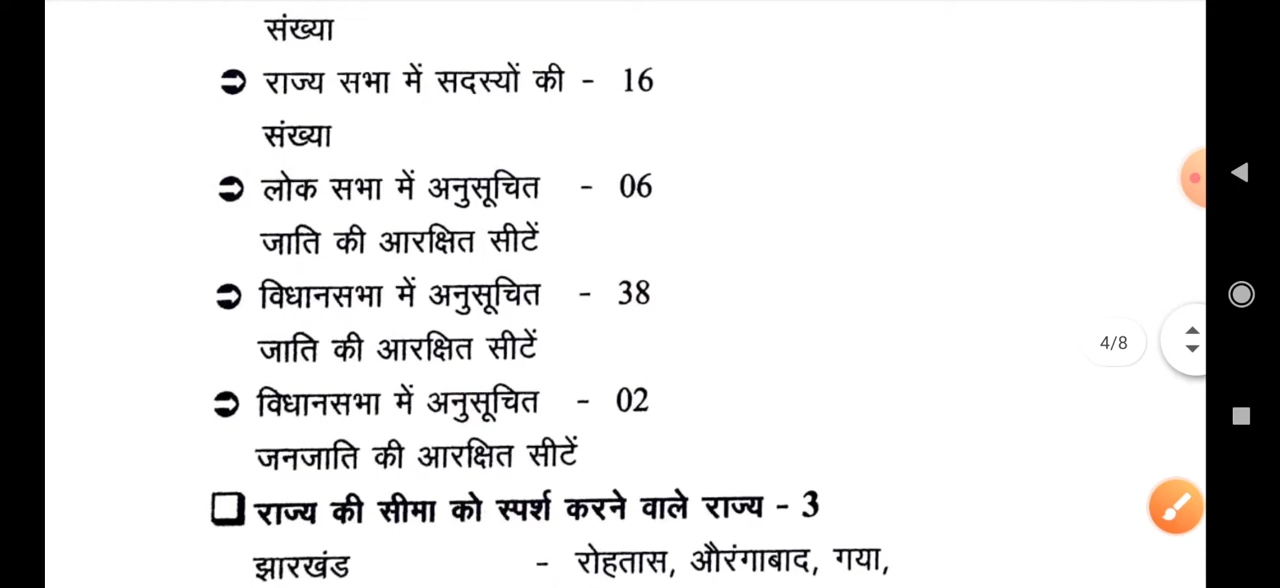 संख्या
➲ राज्य सभा में सदस्यों की - 16
संख्या
➲ लोक सभा में अनुसूचित - 06
जाति की आरक्षित सीटें
➲ विधानसभा में अनुसूचित - 38
जाति की आरक्षित सीटें
➲ विधानसभा में अनुसूचित - 02
जनजाति की आरक्षित सीटें
❑ राज्य की सीमा को स्पर्श करने वाले राज्य - 3
झारखंड - रोहतास, औरंगाबाद, गया,
4/8